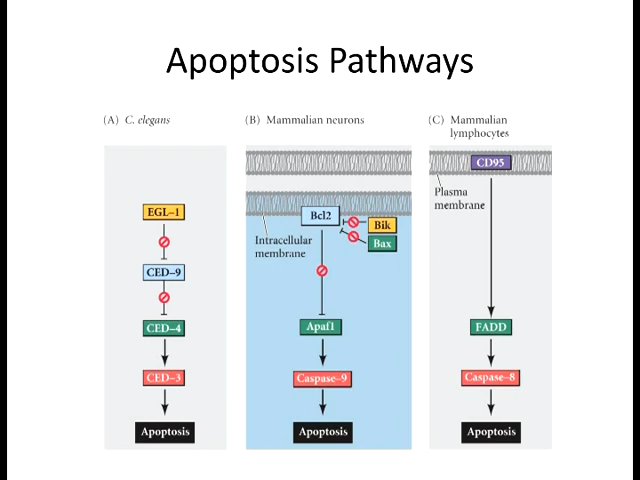 Apoptosis Pathways
(A) C. elegans
EGL–1
CED–9
CED–4
CED–3
Apoptosis
(B) Mammalian neurons
Bcl2
Bik
Bax
Intracellular
membrane
Apaf1
Caspase–9
Apoptosis
(C) Mammalian
lymphocytes
CD95
Plasma
membrane
FADD
Caspase–8
Apoptosis